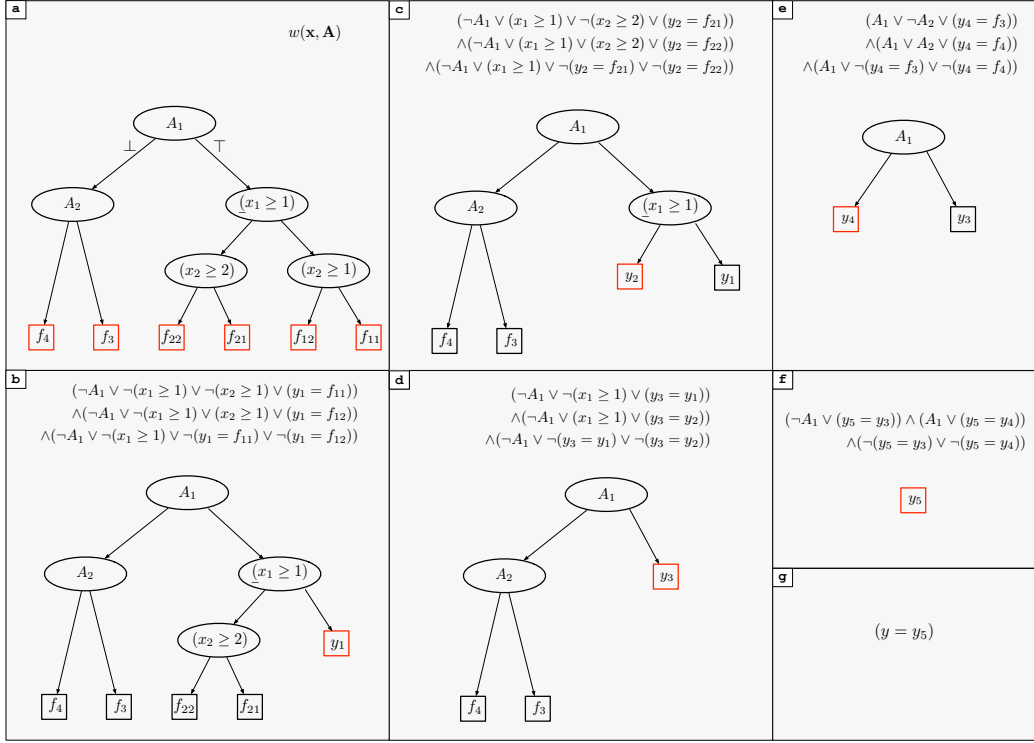 a
w(x, A)
A₁
⊥ ⊤
A₂ (x₁ ≥ 1)
(x₂ ≥ 2) (x₂ ≥ 1)
f₄ f₃ f₂₂ f₂₁ f₁₂ f₁₁
b
(¬A₁ ∨ ¬(x₁ ≥ 1) ∨ ¬(x₂ ≥ 1) ∨ (y₁ = f₁₁))
∧(¬A₁ ∨ ¬(x₁ ≥ 1) ∨ (x₂ ≥ 1) ∨ (y₁ = f₁₂))
∧(¬A₁ ∨ ¬(x₁ ≥ 1) ∨ ¬(y₁ = f₁₁) ∨ ¬(y₁ = f₁₂))
A₁
A₂ (x₁ ≥ 1)
(x₂ ≥ 2) y₁
f₄ f₃ f₂₂ f₂₁
c
(¬A₁ ∨ (x₁ ≥ 1) ∨ ¬(x₂ ≥ 2) ∨ (y₂ = f₂₁))
∧(¬A₁ ∨ (x₁ ≥ 1) ∨ (x₂ ≥ 2) ∨ (y₂ = f₂₂))
∧(¬A₁ ∨ (x₁ ≥ 1) ∨ ¬(y₂ = f₂₁) ∨ ¬(y₂ = f₂₂))
A₁
A₂ (x₁ ≥ 1)
y₂ y₁
f₄ f₃
d
(¬A₁ ∨ ¬(x₁ ≥ 1) ∨ (y₃ = y₁))
∧(¬A₁ ∨ (x₁ ≥ 1) ∨ (y₃ = y₂))
∧(¬A₁ ∨ ¬(y₃ = y₁) ∨ ¬(y₃ = y₂))
A₁
A₂ y₃
f₄ f₃
e
(A₁ ∨ ¬A₂ ∨ (y₄ = f₃))
∧(A₁ ∨ A₂ ∨ (y₄ = f₄))
∧(A₁ ∨ ¬(y₄ = f₃) ∨ ¬(y₄ = f₄))
A₁
y₄ y₃
f
(¬A₁ ∨ (y₅ = y₃)) ∧ (A₁ ∨ (y₅ = y₄))
∧(¬(y₅ = y₃) ∨ ¬(y₅ = y₄))
y₅
g
(y = y₅)